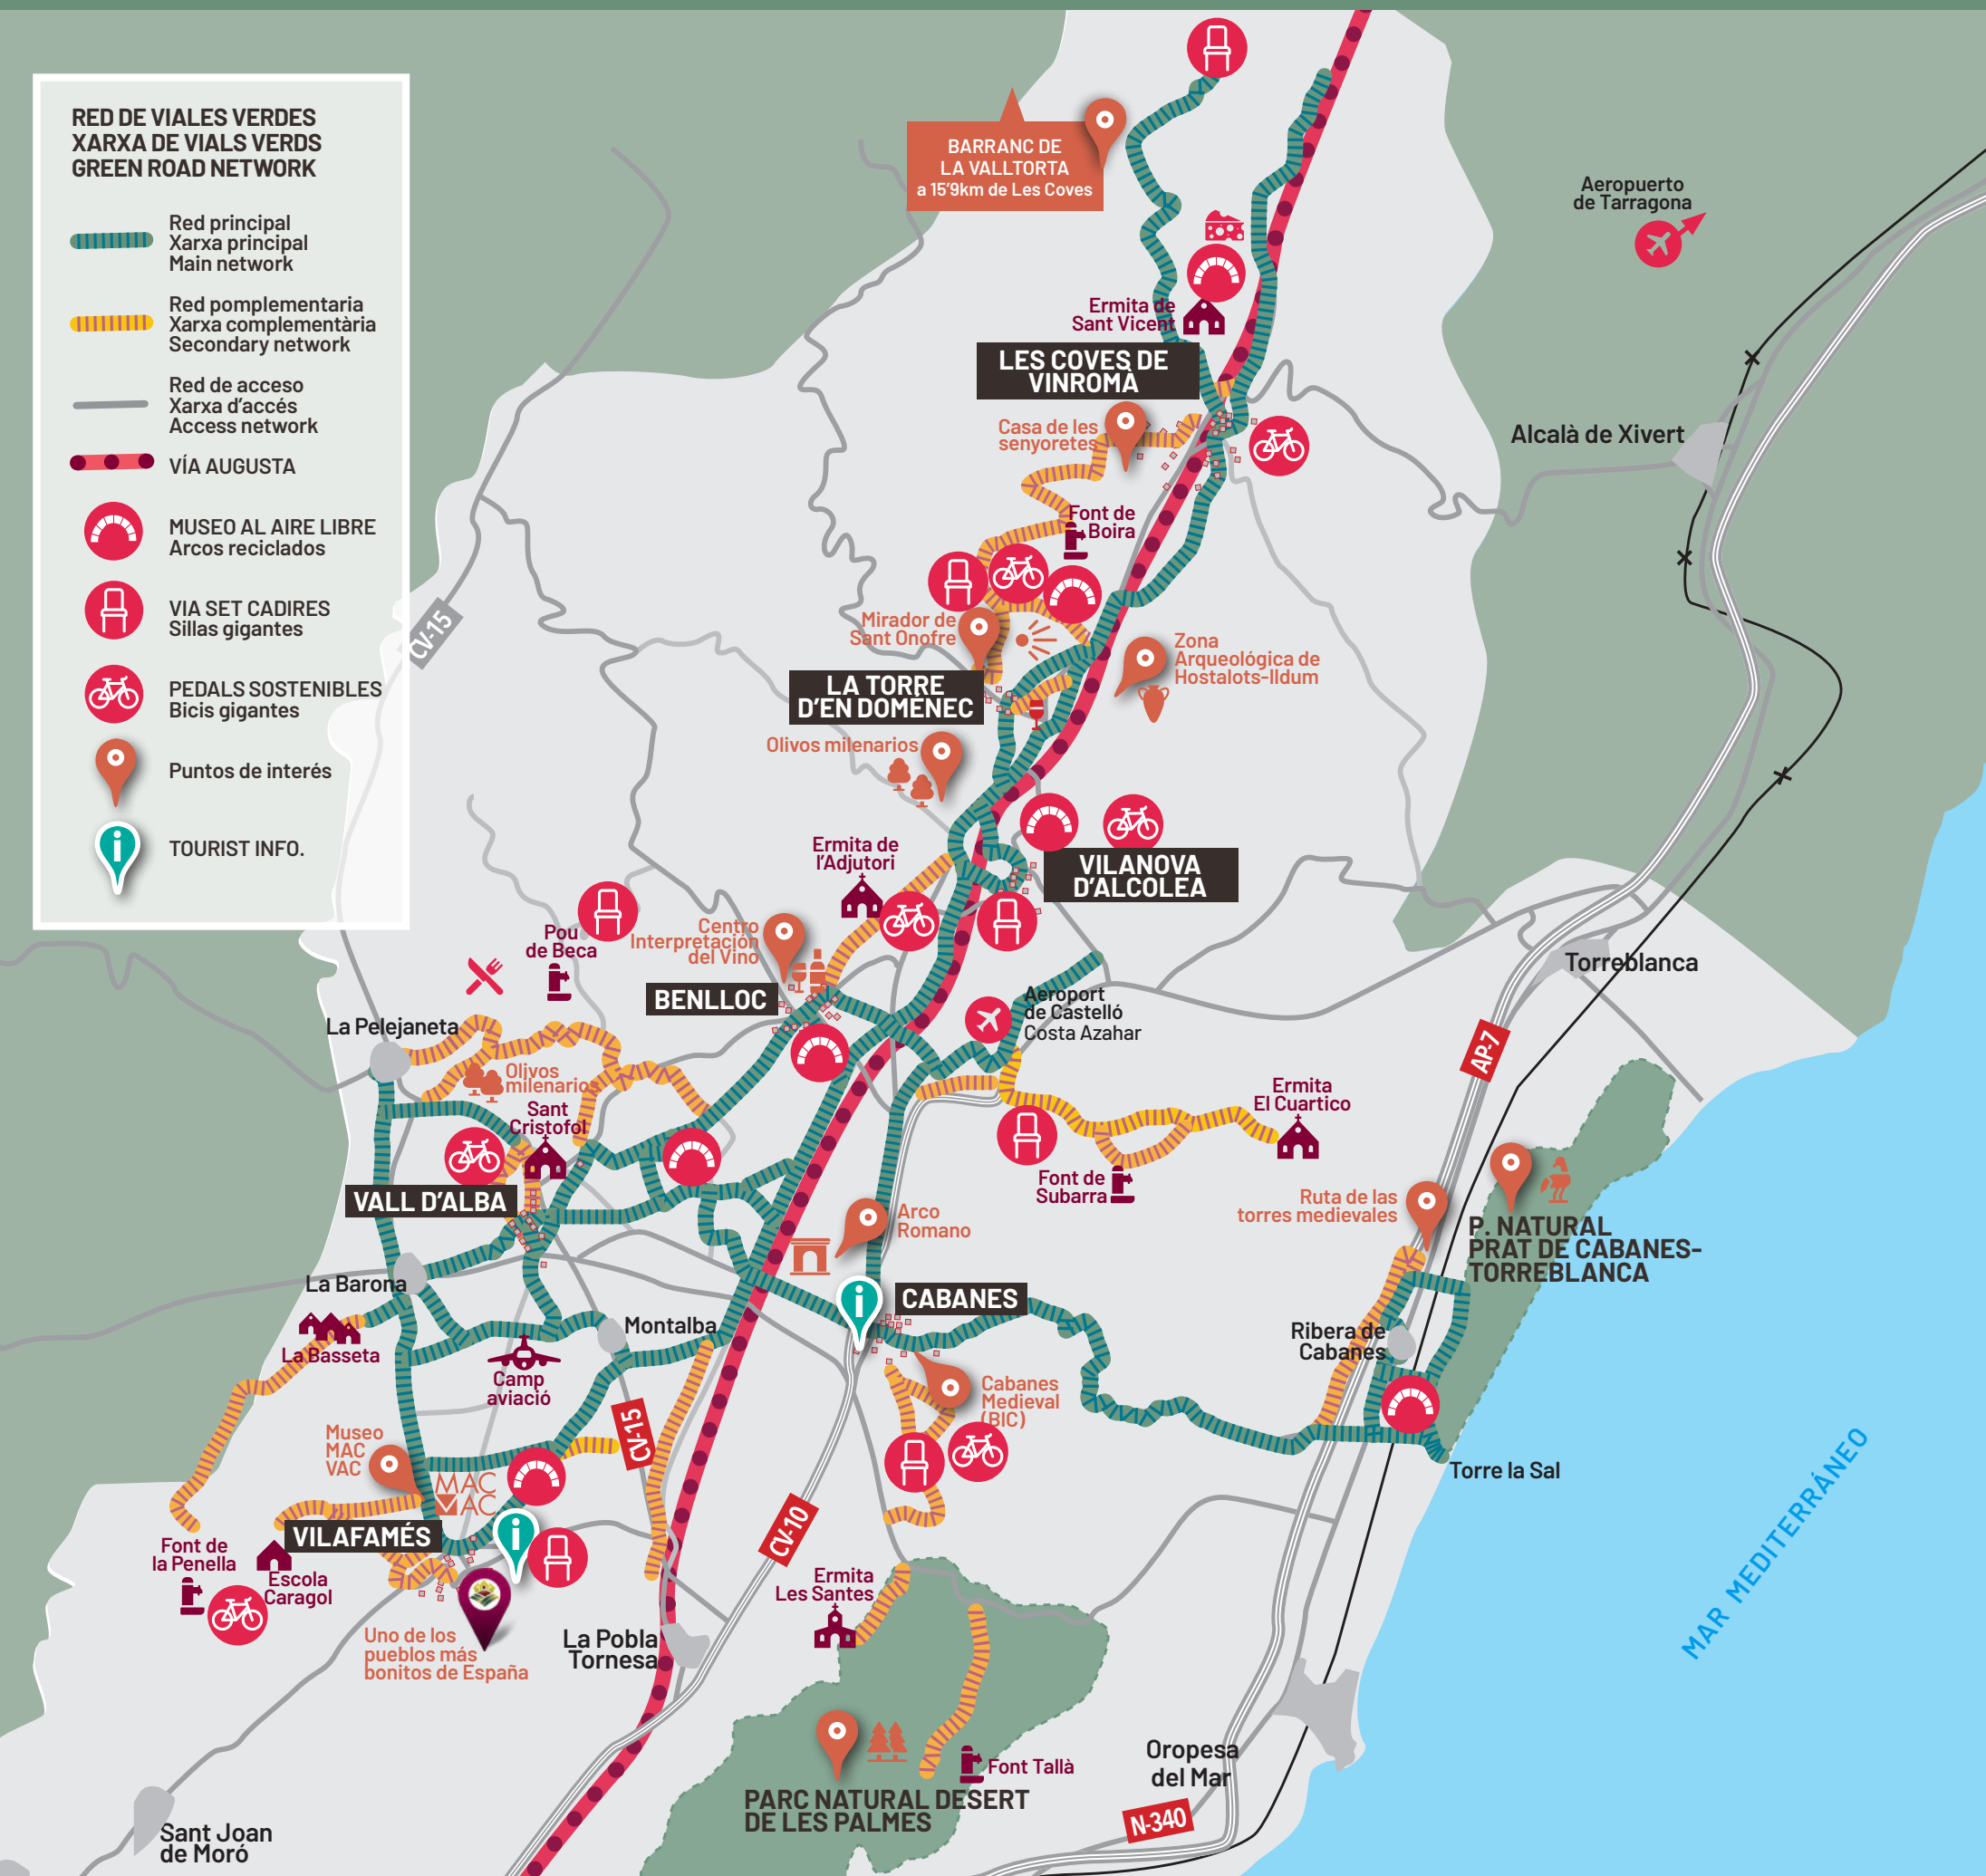 RED DE VIALES VERDES
XARXA DE VIALS VERDS
GREEN ROAD NETWORK
Red principal
Xarxa principal
Main network
Red pomplementaria
Xarxa complementària
Secondary network
Red de acceso
Xarxa d'accés
Access network
VÍA AUGUSTA
MUSEO AL AIRE LIBRE
Arcos reciclados
VIA SET CADIRES
Sillas gigantes
PEDALS SOSTENIBLES
Bicis gigantes
Puntos de interés
TOURIST INFO.
BARRANC DE
LA VALLTORTA
a 15'9km de Les Coves
Aeropuerto
de Tarragona
Ermita de
Sant Vicent
LES COVES DE
VINROMÀ
Casa de les
senyoretes
Alcalà de Xivert
Font de
Boira
CV-15
Mirador de
Sant Onofre
Zona
Arqueológica de
Hostalots-Ildum
LA TORRE
D'EN DOMÉNEC
Olivos milenarios
Ermita de
l'Adjutori
VILANOVA
D'ALCOLEA
Pou
de Beca
Centro
Interpretación
del Vino
BENLLOC
Torreblanca
Aeroport
de Castelló
Costa Azahar
La Pelejaneta
AP-7
Olivos
milenarios
Sant
Cristofol
Ermita
El Cuartico
VALL D'ALBA
Font de
Subarra
Ruta de las
torres medievales
Arco
Romano
P. NATURAL
PRAT DE CABANES-
TORREBLANCA
La Barona
CABANES
Montalba
La Basseta
Ribera de
Cabanes
Camp
aviació
Cabanes
Medieval
(BIC)
CV-15
Museo
MAC
VAC
MAC
VAC
Torre la Sal
MAR MEDITERRÁNEO
VILAFAMÉS
CV-10
Font de
la Penella
Escola
Caragol
Ermita
Les Santes
Uno de los
pueblos más
bonitos de España
La Pobla
Tornesa
Oropesa
del Mar
Font Tallà
PARC NATURAL DESERT
DE LES PALMES
N-340
Sant Joan
de Moró